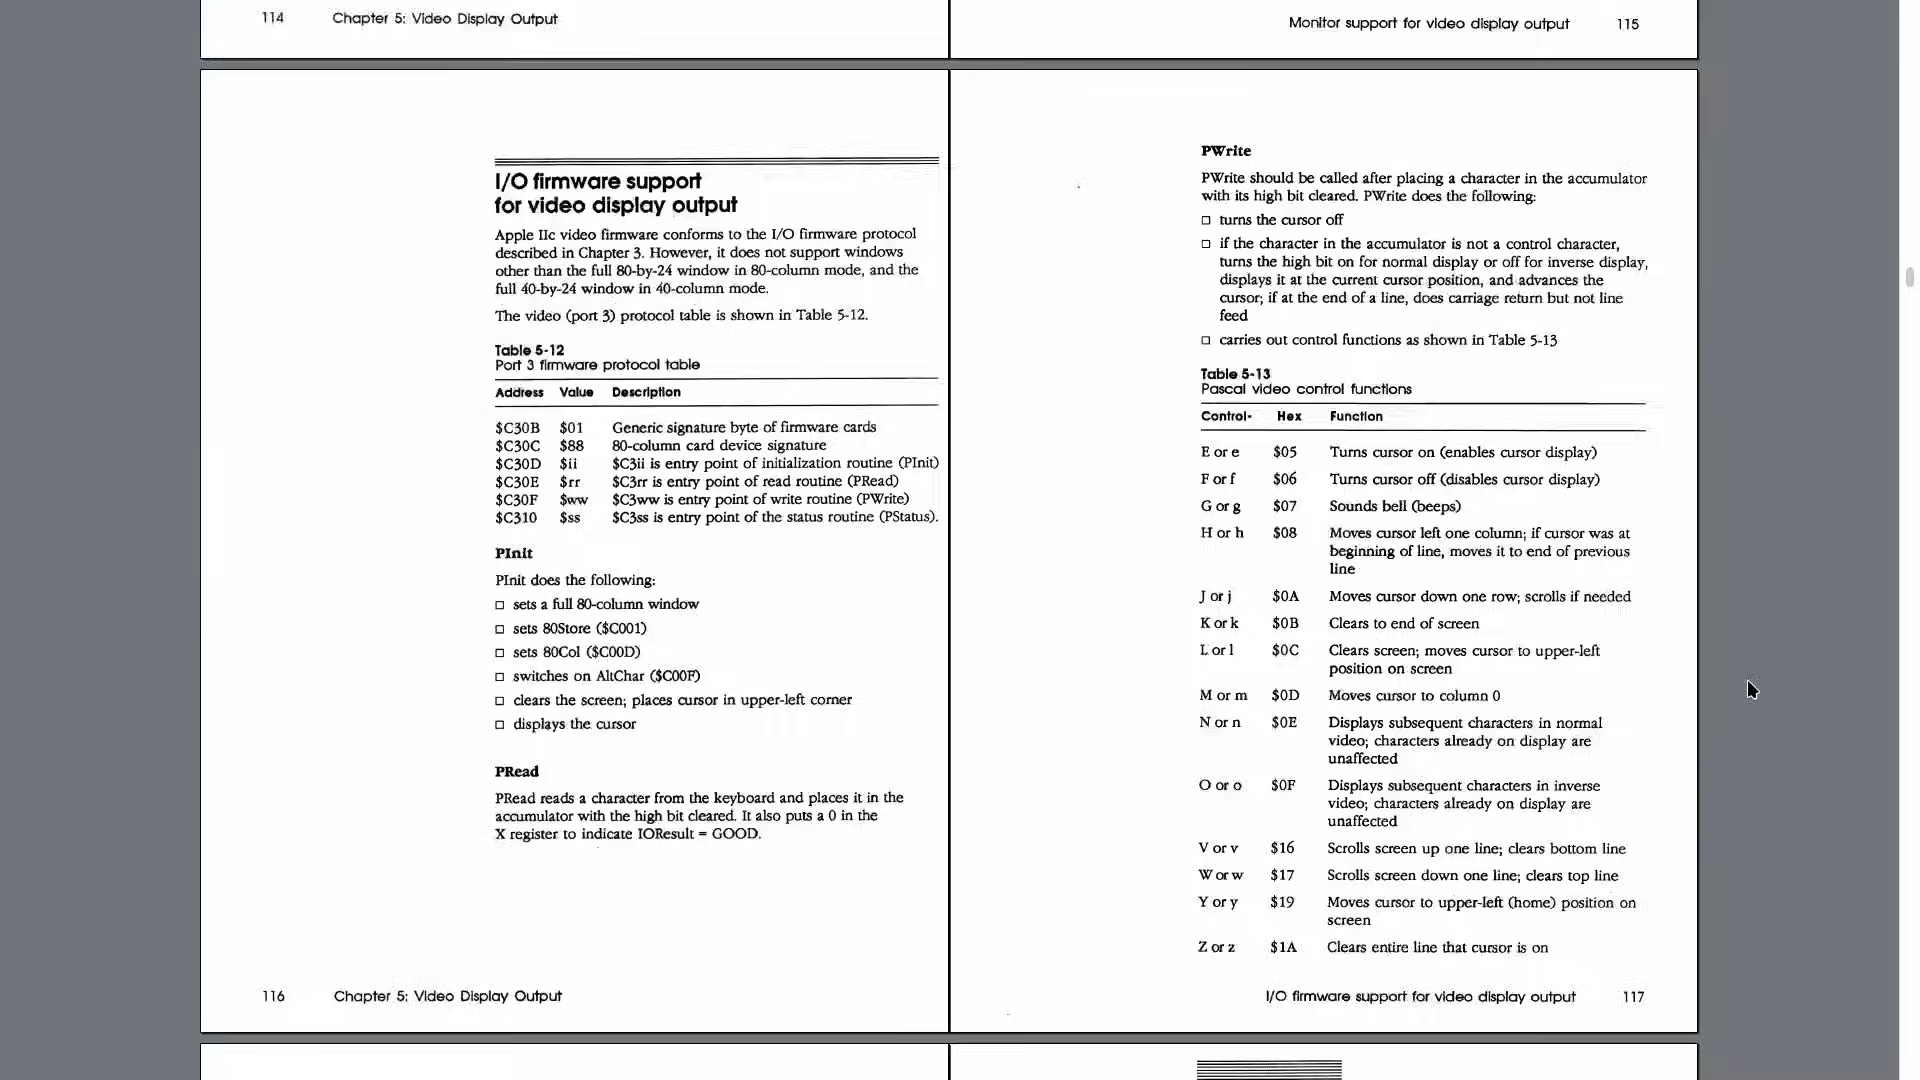 114 Chapter 5: Video Display Output
Monitor support for video display output 115
I/O firmware support
for video display output
Apple IIc video firmware conforms to the I/O firmware protocol
described in Chapter 3. However, it does not support windows
other than the full 80-by-24 window in 80-column mode, and the
full 40-by-24 window in 40-column mode.
The video (port 3) protocol table is shown in Table 5-12.
Table 5-12
Port 3 firmware protocol table
Address Value Description
$C30B $01 Generic signature byte of firmware cards
$C30C $88 80-column card device signature
$C30D $ii $C3ii is entry point of initialization routine (PInit)
$C30E $rr $C3rr is entry point of read routine (PRead)
$C30F $ww $C3ww is entry point of write routine (PWrite)
$C310 $ss $C3ss is entry point of the status routine (PStatus).
PInit
PInit does the following:
□ sets a full 80-column window
□ sets 80Store ($C001)
□ sets 80Col ($C00D)
□ switches on AltChar ($C00F)
□ clears the screen; places cursor in upper-left corner
□ displays the cursor
PRead
PRead reads a character from the keyboard and places it in the
accumulator with the high bit cleared. It also puts a 0 in the
X register to indicate IOResult = GOOD.
116 Chapter 5: Video Display Output
PWrite
PWrite should be called after placing a character in the accumulator
with its high bit cleared. PWrite does the following:
□ turns the cursor off
□ if the character in the accumulator is not a control character,
turns the high bit on for normal display or off for inverse display,
displays it at the current cursor position, and advances the
cursor; if at the end of a line, does carriage return but not line
feed
□ carries out control functions as shown in Table 5-13
Table 5-13
Pascal video control functions
Control- Hex Function
E or e $05 Turns cursor on (enables cursor display)
F or f $06 Turns cursor off (disables cursor display)
G or g $07 Sounds bell (beeps)
H or h $08 Moves cursor left one column; if cursor was at
beginning of line, moves it to end of previous
line
J or j $0A Moves cursor down one row; scrolls if needed
K or k $0B Clears to end of screen
L or l $0C Clears screen; moves cursor to upper-left
position on screen
M or m $0D Moves cursor to column 0
N or n $0E Displays subsequent characters in normal
video; characters already on display are
unaffected
O or o $0F Displays subsequent characters in inverse
video; characters already on display are
unaffected
V or v $16 Scrolls screen up one line; clears bottom line
W or w $17 Scrolls screen down one line; clears top line
Y or y $19 Moves cursor to upper-left (home) position on
screen
Z or z $1A Clears entire line that cursor is on
I/O firmware support for video display output 117